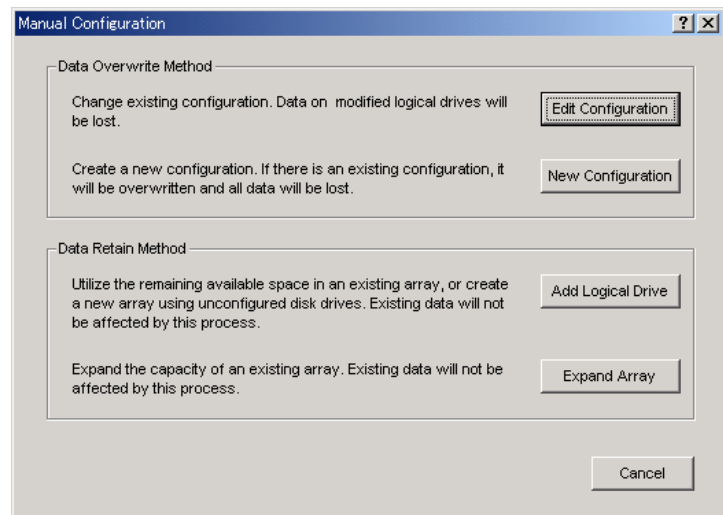 Manual Configuration
Data Overwrite Method
Change existing configuration. Data on modified logical drives will
be lost.
Edit Configuration
Create a new configuration. If there is an existing configuration, it
will be overwritten and all data will be lost.
New Configuration
Data Retain Method
Utilize the remaining available space in an existing array, or create
a new array using unconfigured disk drives. Existing data will not
be affected by this process.
Add Logical Drive
Expand the capacity of an existing array. Existing data will not be
affected by this process.
Expand Array
Cancel